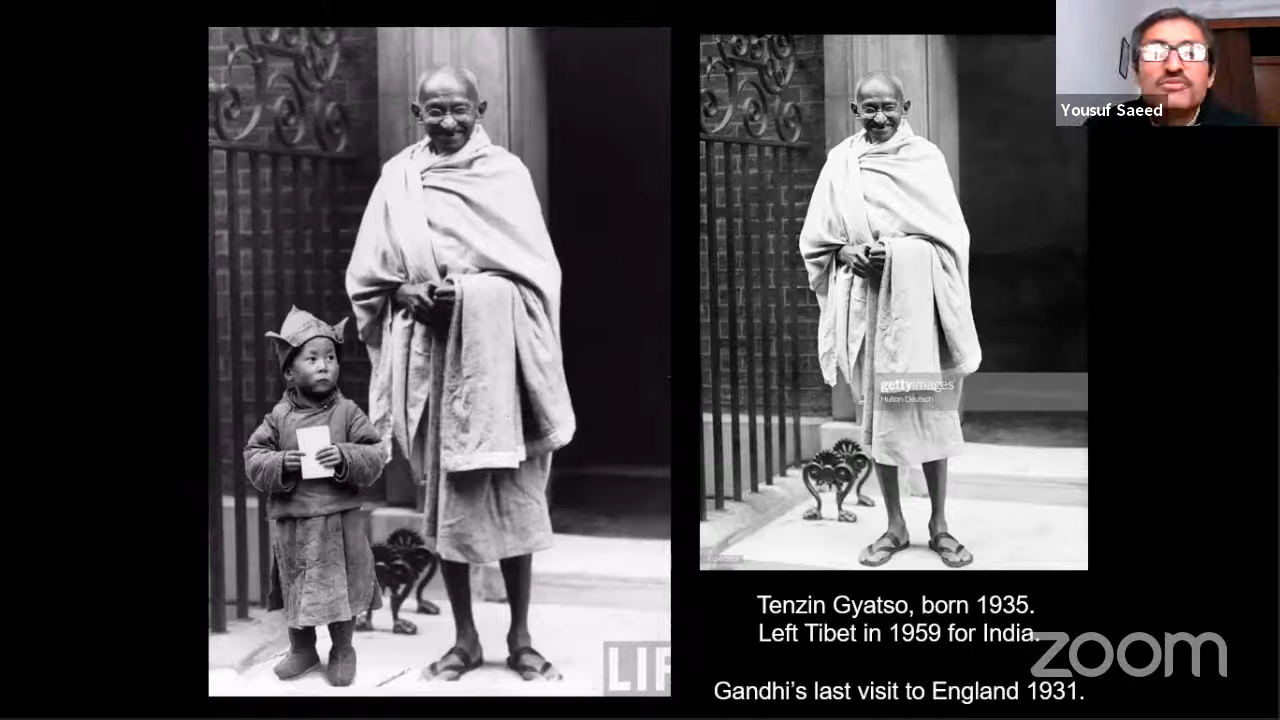 Yousuf Saeed
gettyimages
Hulton Deutsch
Tenzin Gyatso, born 1935.
Left Tibet in 1959 for India.
zoom
LIF
Gandhi's last visit to England 1931.